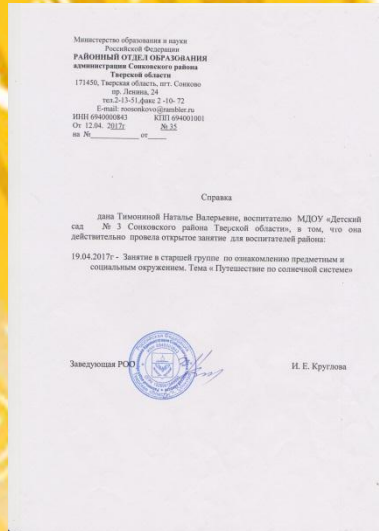 Министерство образования и науки
Российской Федерации
РАЙОННЫЙ ОТДЕЛ ОБРАЗОВАНИЯ
администрации Сонковского района
Тверской области
171450, Тверская область, пгт. Сонково
пр. Ленина, 24
тел.2-13-51,факс 2 -10- 72
E-mail: roosonkovo@rambler.ru
ИНН 6940000843 КПП 694001001
От 12.04. 2017г № 35
на №______________ от______
Справка
дана Тимониной Наталье Валерьевне, воспитателю МДОУ «Детский
сад № 3 Сонковского района Тверской области», в том, что она
действительно провела открытое занятие для воспитателей района:
19.04.2017г - Занятие в старшей группе по ознакомлению предметным и
социальным окружением. Тема « Путешествие по солнечной системе»
Заведующая РОО И. Е. Круглова